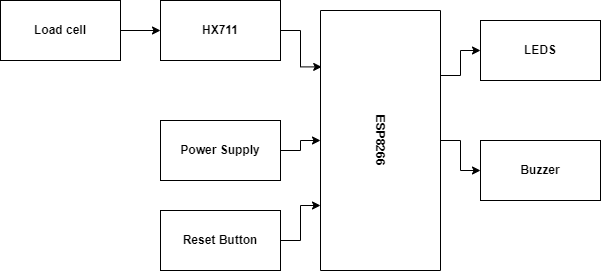 Load cell
HX711
LEDS
ESP8266
Power Supply
Buzzer
Reset Button